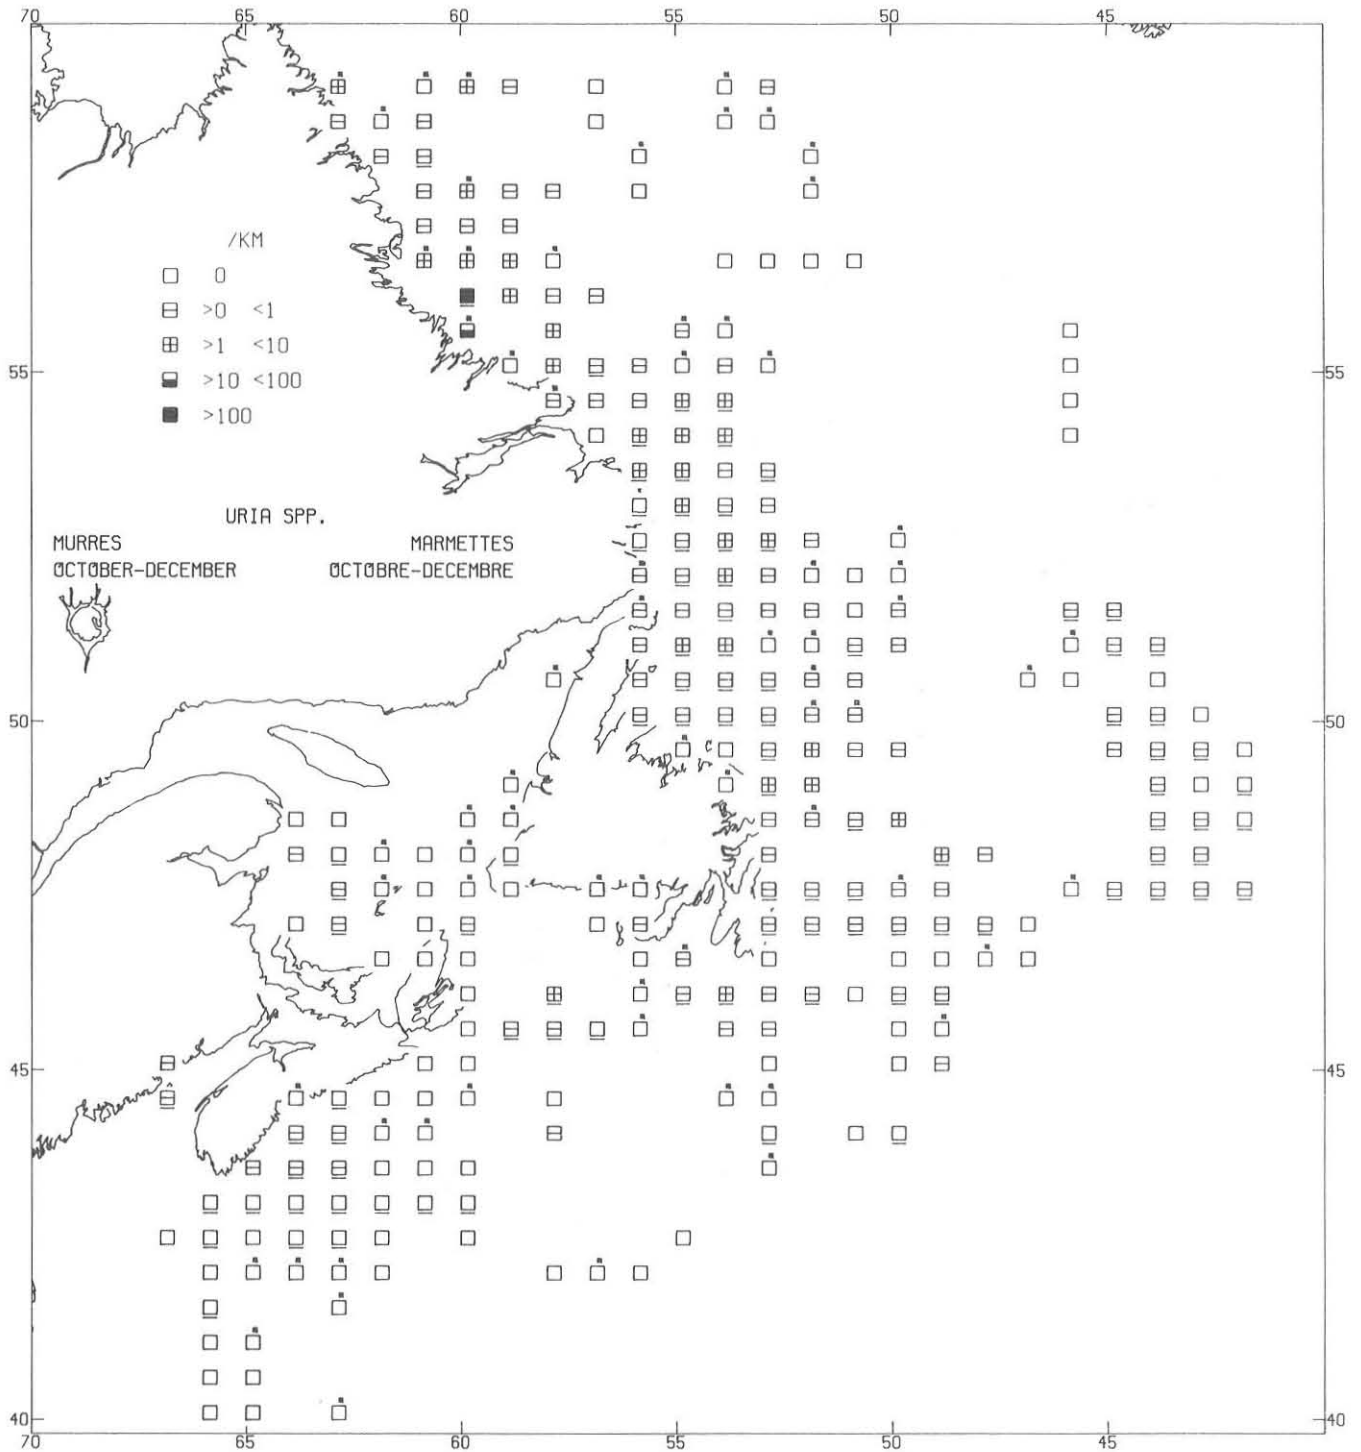 70 65 60 55 50 45
/KM
0
>0 <1
>1 <10
>10 <100
>100
55 55
URIA SPP.
MURRES MARMETTES
OCTOBER-DECEMBER OCTOBRE-DECEMBRE
50 50
45 45
40 40
70 65 60 55 50 45